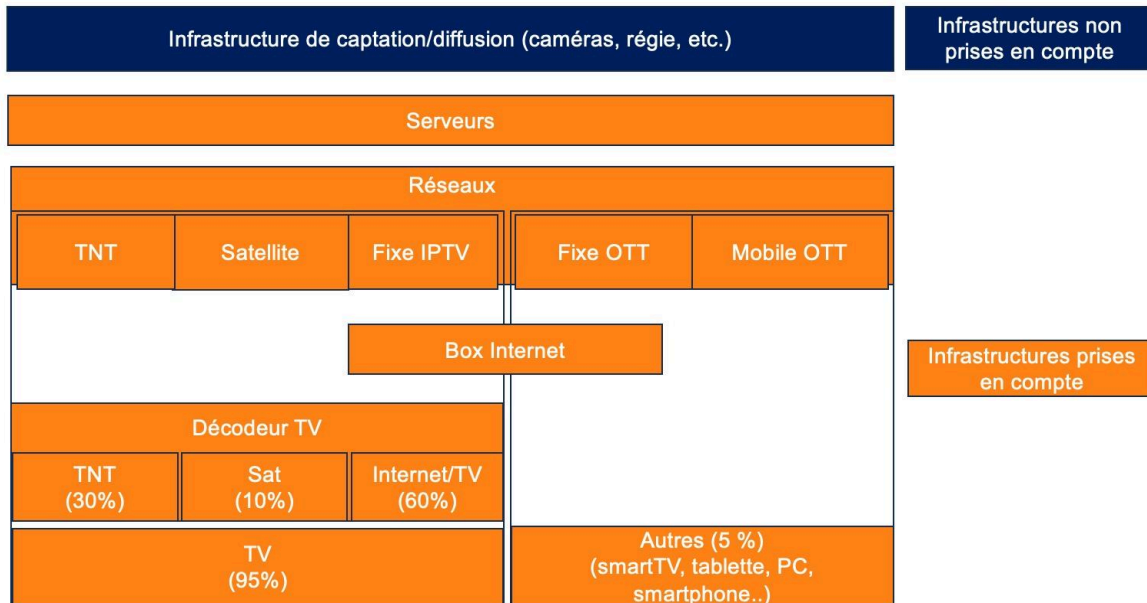 Infrastructure de captation/diffusion (caméras, régie, etc.)
Infrastructures non
prises en compte
Serveurs
Réseaux
TNT
Satellite
Fixe IPTV
Fixe OTT
Mobile OTT
Box Internet
Infrastructures prises
en compte
Décodeur TV
TNT
(30%)
Sat
(10%)
Internet/TV
(60%)
TV
(95%)
Autres (5 %)
(smartTV, tablette, PC,
smartphone..)